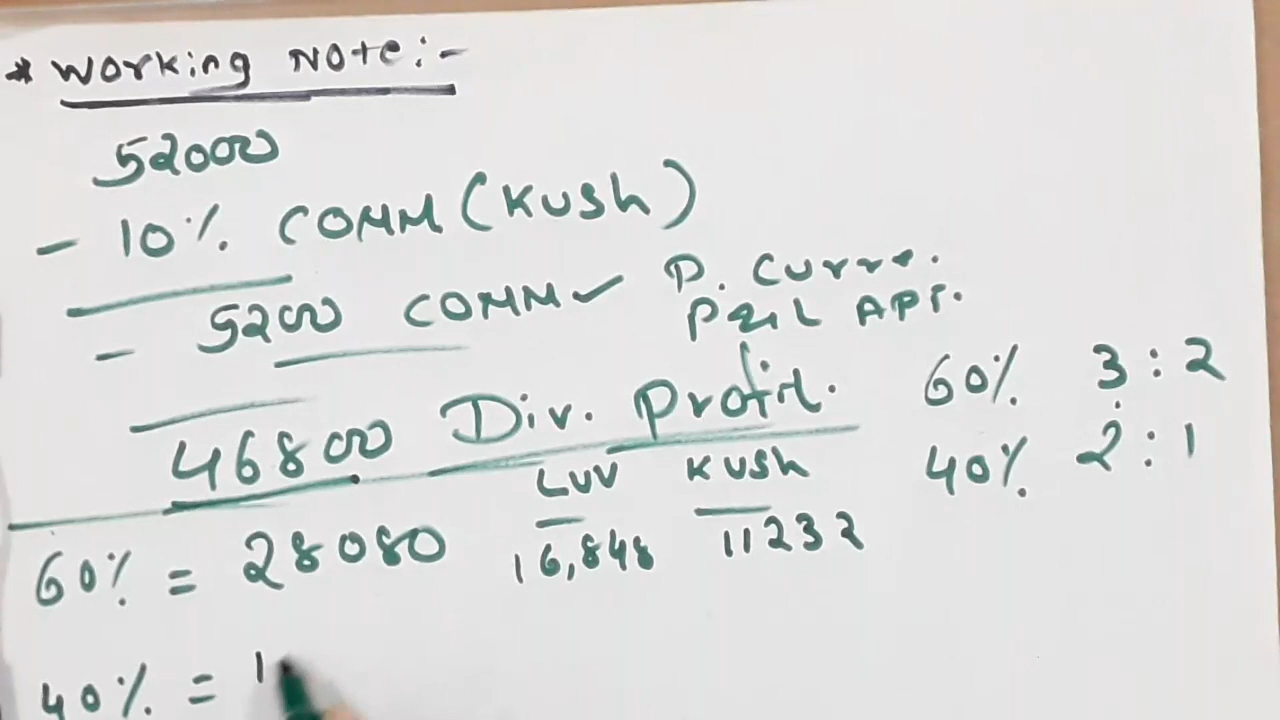 * Working Note:-
52000
- 10% COMM (Kush)
- 5200 COMM ✓ P. Curre.
P&L APP.
46800 Div. Profit. 60% 3:2
40% 2:1
LUV Kush
60% = 28080 16,848 11232
40% = 1